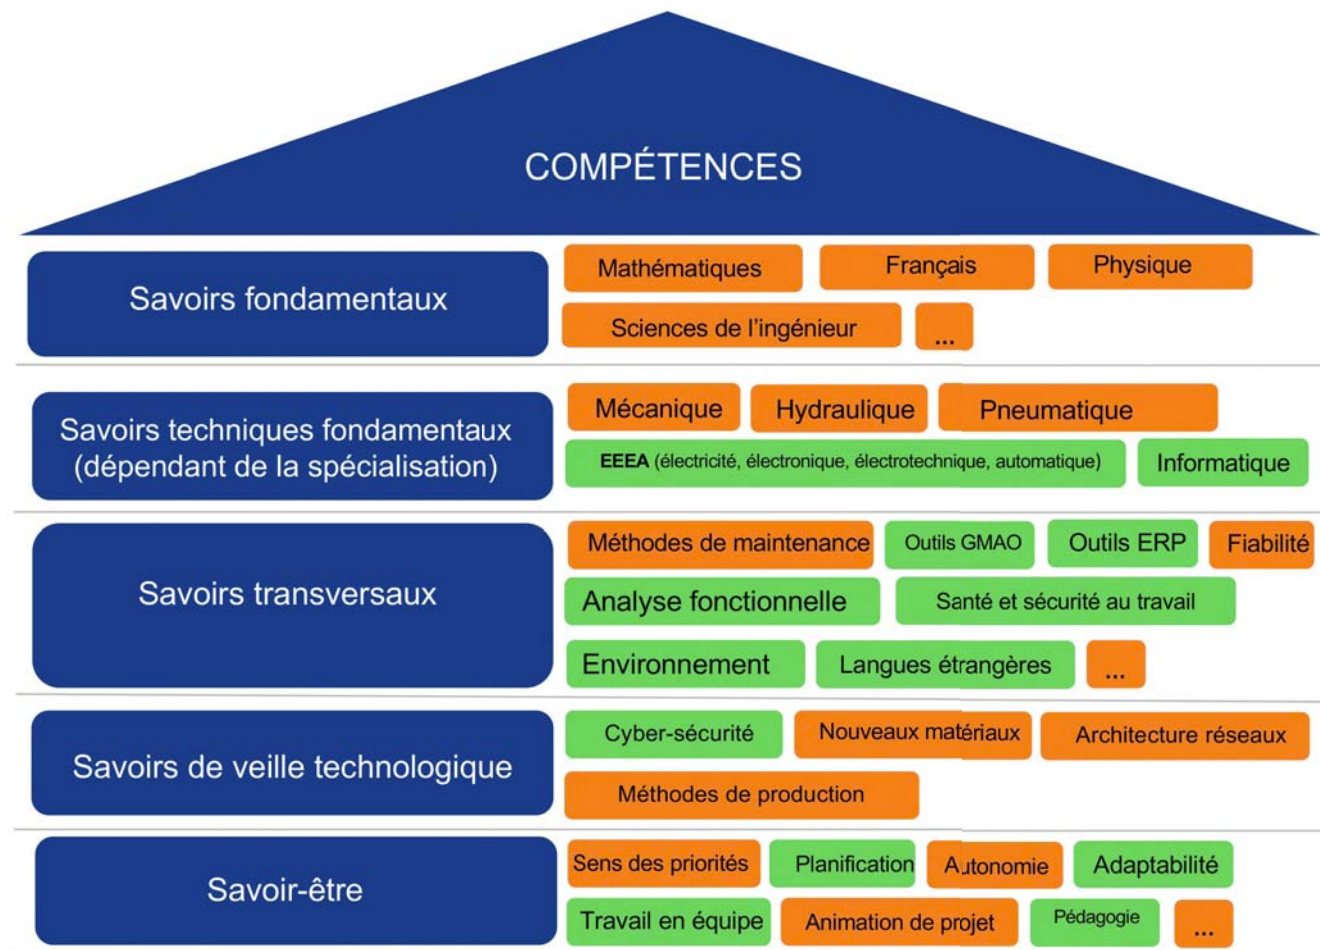 COMPÉTENCES
Savoirs fondamentaux
Mathématiques
Français
Physique
Sciences de l'ingénieur
...
Savoirs techniques fondamentaux
(dépendant de la spécialisation)
Mécanique
Hydraulique
Pneumatique
EEEA (électricité, électronique, électrotechnique, automatique)
Informatique
Savoirs transversaux
Méthodes de maintenance
Outils GMAO
Outils ERP
Fiabilité
Analyse fonctionnelle
Santé et sécurité au travail
Environnement
Langues étrangères
...
Savoirs de veille technologique
Cyber-sécurité
Nouveaux matériaux
Architecture réseaux
Méthodes de production
Savoir-être
Sens des priorités
Planification
Autonomie
Adaptabilité
Travail en équipe
Animation de projet
Pédagogie
...